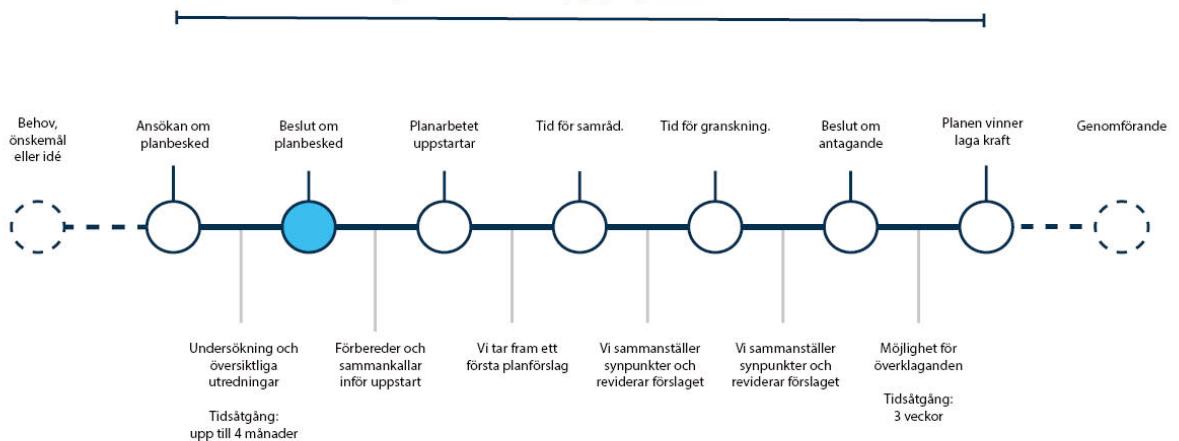 Behov,
önskemål
eller idé
Ansökan om
planbesked
Beslut om
planbesked
Planarbetet
uppstartar
Tid för samråd.
Tid för granskning.
Beslut om
antagande
Planen vinner
laga kraft
Genomförande
Undersökning och
översiktliga
utredningar
Tidsåtgång:
upp till 4 månader
Förbereder och
sammankallar
inför uppstart
Vi tar fram ett
första planförslag
Vi sammanställer
synpunkter och
reviderar förslaget
Vi sammanställer
synpunkter och
reviderar förslaget
Möjlighet för
överklaganden
Tidsåtgång:
3 veckor